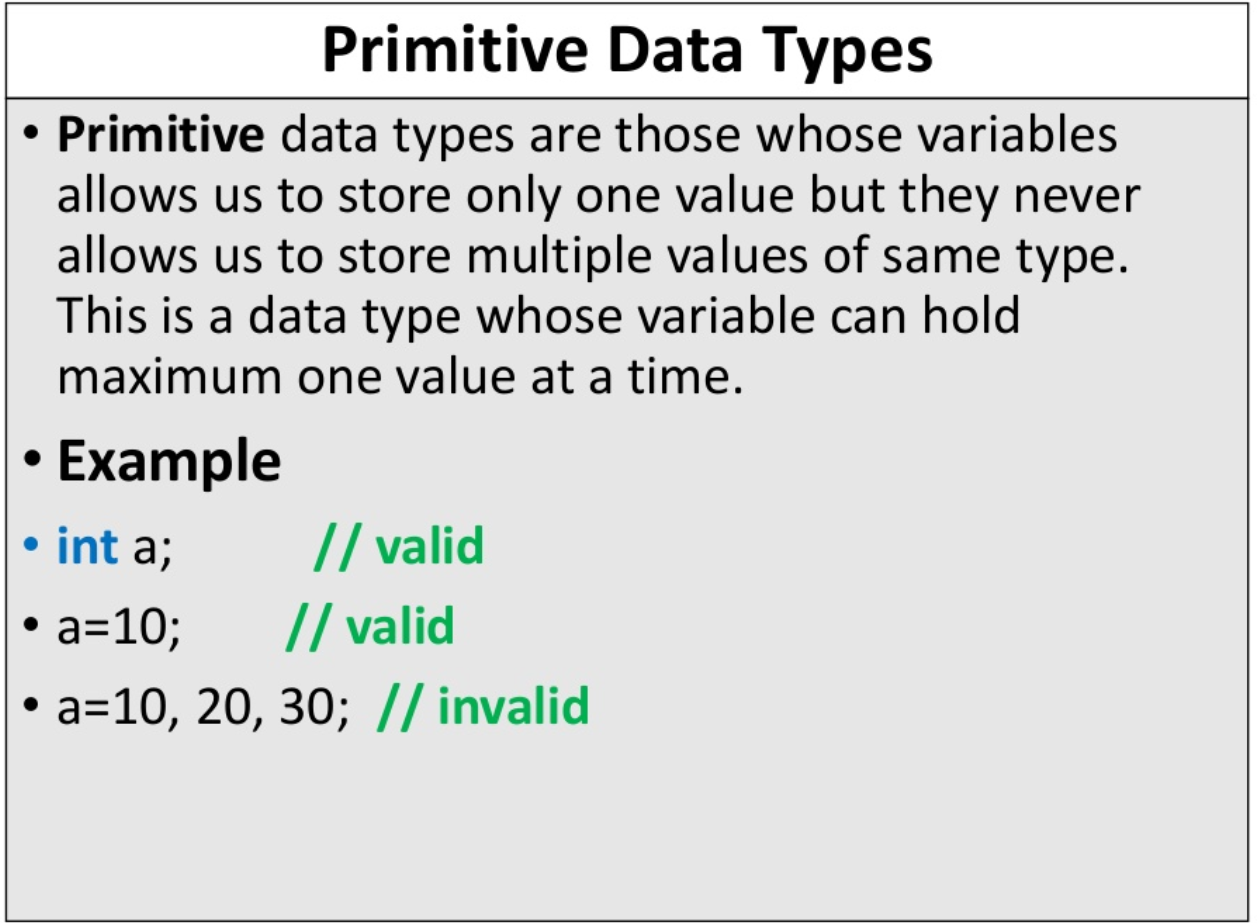 Primitive Data Types
• Primitive data types are those whose variables
allows us to store only one value but they never
allows us to store multiple values of same type.
This is a data type whose variable can hold
maximum one value at a time.
• Example
• int a; // valid
• a=10; // valid
• a=10, 20, 30; // invalid